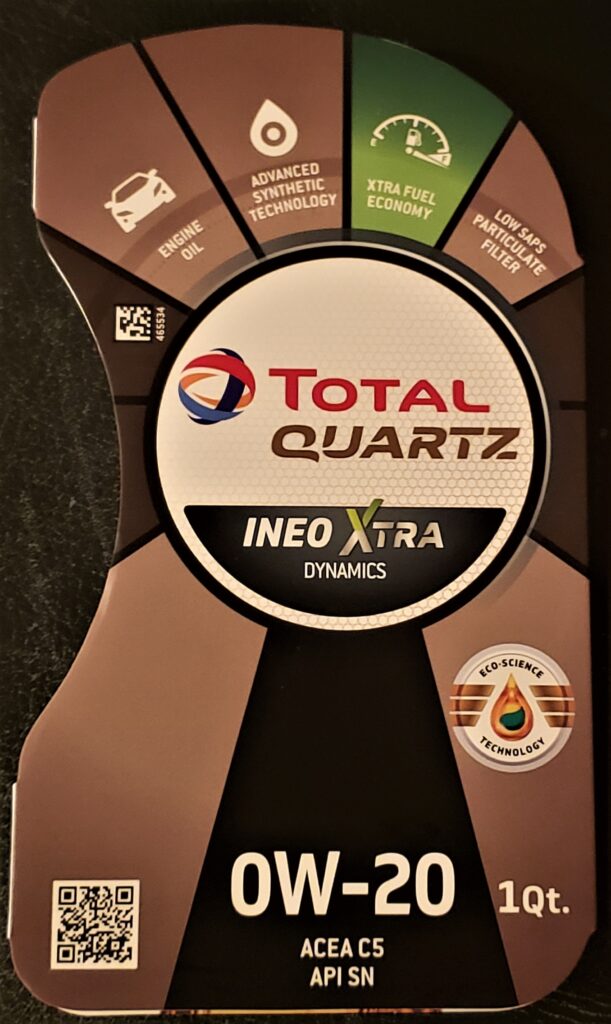 ENGINE
OIL
ADVANCED
SYNTHETIC
TECHNOLOGY
E F
XTRA FUEL
ECONOMY
LOW SAPS
PARTICULATE
FILTER
465534
TOTAL
QUARTZ
INEO XTRA
DYNAMICS
ECO-SCIENCE
TECHNOLOGY
0W-20
1Qt.
ACEA C5
API SN